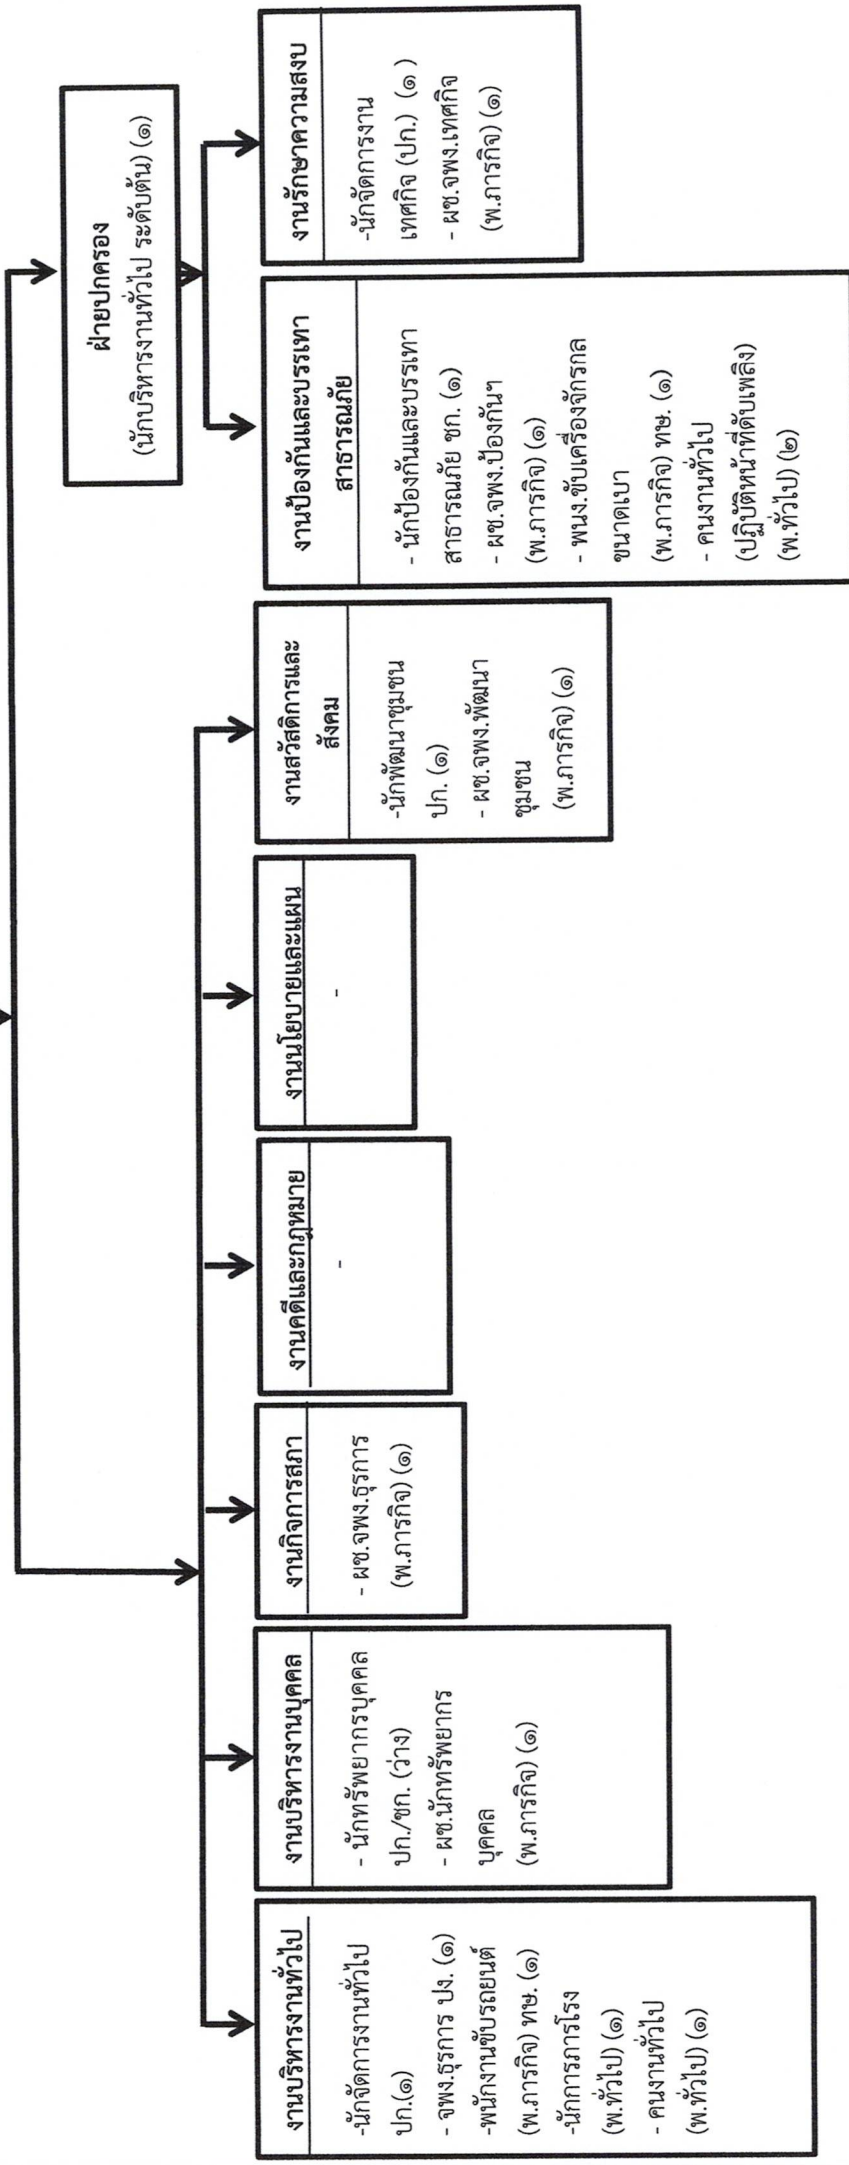 ฝ่ายปกครอง
(นักบริหารงานทั่วไป ระดับต้น) (๑)
งานบริหารงานทั่วไป
-นักจัดการงานทั่วไป
ปก.(๑)
- จพง.ธุรการ ปง. (๑)
-พนักงานขับรถยนต์
(พ.ภารกิจ) ทษ. (๑)
-นักการภารโรง
(พ.ทั่วไป) (๑)
- คนงานทั่วไป
(พ.ทั่วไป) (๑)
งานบริหารงานบุคคล
- นักทรัพยากรบุคคล
ปก./ชก. (ว่าง)
- ผช.นักทรัพยากร
บุคคล
(พ.ภารกิจ) (๑)
งานกิจการสภา
- ผช.จพง.ธุรการ
(พ.ภารกิจ) (๑)
งานคดีและกฎหมาย
-
งานนโยบายและแผน
-
งานสวัสดิการและ
สังคม
-นักพัฒนาชุมชน
ปก. (๑)
- ผช.จพง.พัฒนา
ชุมชน
(พ.ภารกิจ) (๑)
งานป้องกันและบรรเทา
สาธารณภัย
- นักป้องกันและบรรเทา
สาธารณภัย ชก. (๑)
- ผช.จพง.ป้องกันฯ
(พ.ภารกิจ) (๑)
- พนง.ขับเครื่องจักรกล
ขนาดเบา
(พ.ภารกิจ) ทษ. (๑)
- คนงานทั่วไป
(ปฏิบัติหน้าที่ดับเพลิง)
(พ.ทั่วไป) (๒)
งานรักษาความสงบ
-นักจัดการงาน
เทศกิจ (ปก.) (๑ )
- ผช.จพง.เทศกิจ
(พ.ภารกิจ) (๑)